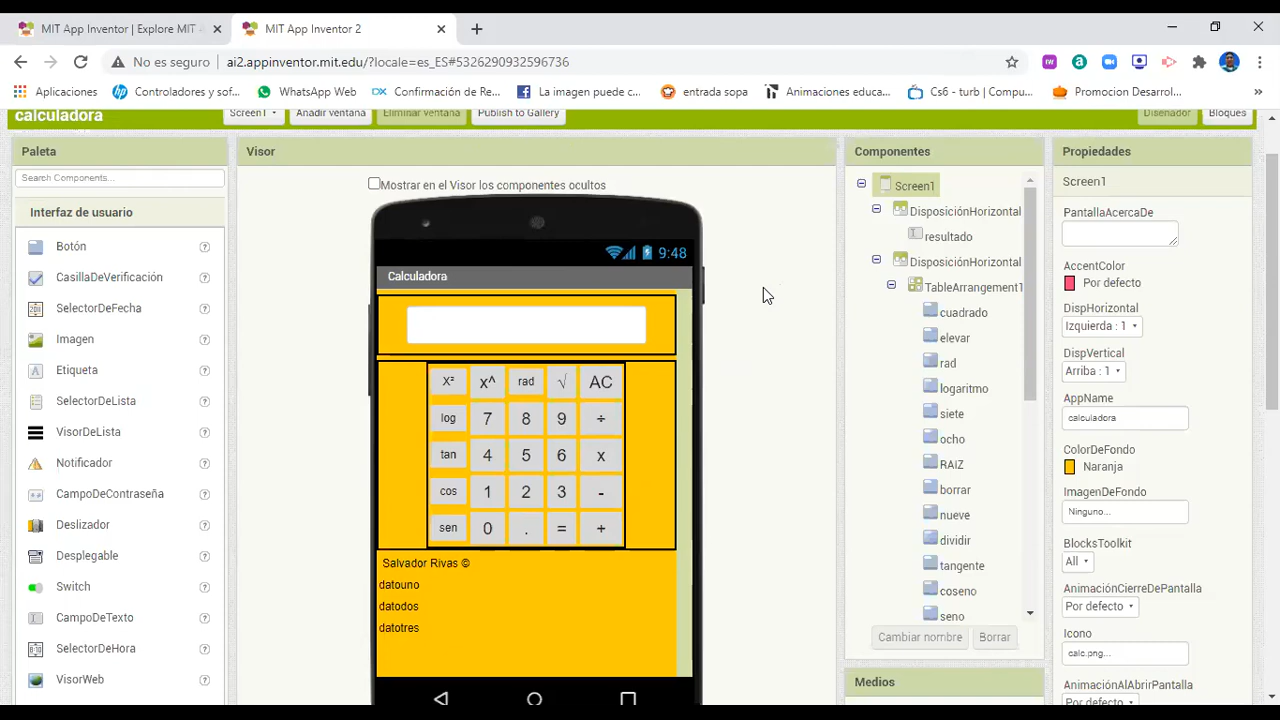 MIT App Inventor | Explore MIT
MIT App Inventor 2
No es seguro
ai2.appinventor.mit.edu/?locale=es_ES#5326290932596736
Aplicaciones
Controladores y sof...
WhatsApp Web
Confirmación de Re...
La imagen puede c...
entrada sopa
Animaciones educa...
Cs6 - turb | Compu...
Promocion Desarrol...
»
calculadora
Screen1
Añadir ventana
Eliminar ventana
Publish to Gallery
Diseñador
Bloques
Paleta
Search Components...
Interfaz de usuario
Botón
?
CasillaDeVerificación
?
SelectorDeFecha
?
Imagen
?
Etiqueta
?
SelectorDeLista
?
VisorDeLista
?
Notificador
?
CampoDeContraseña
?
Deslizador
?
Desplegable
?
Switch
?
CampoDeTexto
?
SelectorDeHora
?
VisorWeb
?
Visor
Mostrar en el Visor los componentes ocultos
9:48
Calculadora
X² x^ rad √ AC
log 7 8 9 ÷
tan 4 5 6 x
cos 1 2 3 -
sen 0 . = +
Salvador Rivas ©
datouno
datodos
datotres
Componentes
Screen1
DisposiciónHorizontal
resultado
DisposiciónHorizontal
TableArrangement1
cuadrado
elevar
rad
logaritmo
siete
ocho
RAIZ
borrar
nueve
dividir
tangente
coseno
seno
Cambiar nombre
Borrar
Medios
Propiedades
Screen1
PantallaAcercaDe
AccentColor
Por defecto
DispHorizontal
Izquierda : 1
DispVertical
Arriba : 1
AppName
calculadora
ColorDeFondo
Naranja
ImagenDeFondo
Ninguno...
BlocksToolkit
All
AnimaciónCierreDePantalla
Por defecto
Icono
calc.png...
AnimaciónAlAbrirPantalla
Por defecto